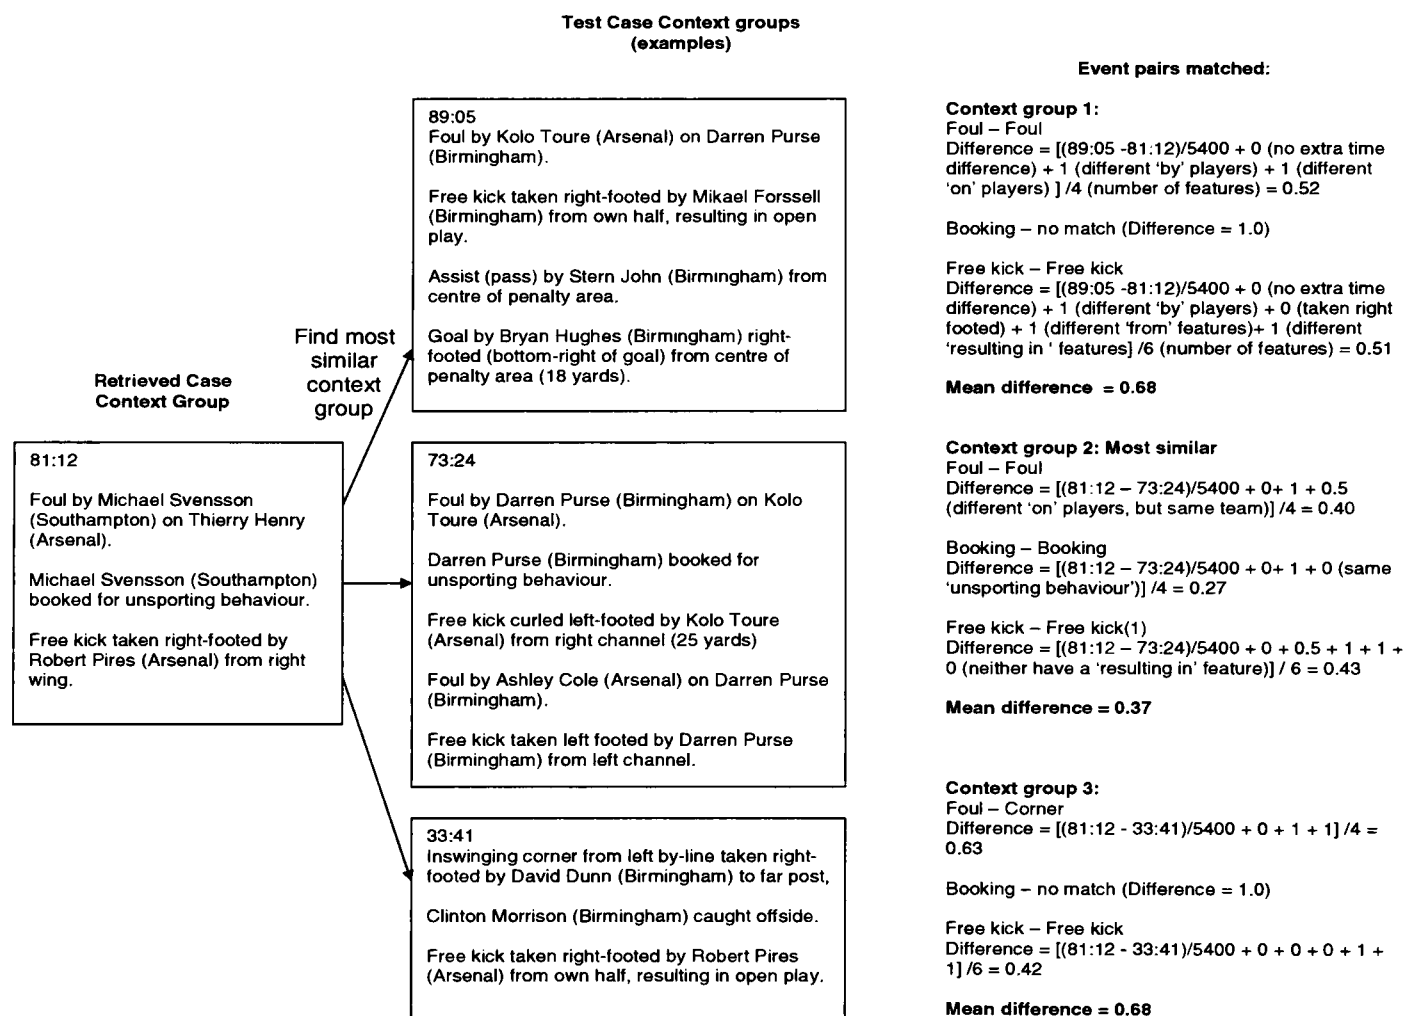 Test Case Context groups
(examples)
Event pairs matched:
Retrieved Case
Context Group
81:12
Foul by Michael Svensson
(Southampton) on Thierry Henry
(Arsenal).
Michael Svensson (Southampton)
booked for unsporting behaviour.
Free kick taken right-footed by
Robert Pires (Arsenal) from right
wing.
Find most
similar
context
group
89:05
Foul by Kolo Toure (Arsenal) on Darren Purse
(Birmingham).
Free kick taken right-footed by Mikael Forssell
(Birmingham) from own half, resulting in open
play.
Assist (pass) by Stern John (Birmingham) from
centre of penalty area.
Goal by Bryan Hughes (Birmingham) right-
footed (bottom-right of goal) from centre of
penalty area (18 yards).
73:24
Foul by Darren Purse (Birmingham) on Kolo
Toure (Arsenal).
Darren Purse (Birmingham) booked for
unsporting behaviour.
Free kick curled left-footed by Kolo Toure
(Arsenal) from right channel (25 yards)
Foul by Ashley Cole (Arsenal) on Darren Purse
(Birmingham).
Free kick taken left footed by Darren Purse
(Birmingham) from left channel.
33:41
Inswinging corner from left by-line taken right-
footed by David Dunn (Birmingham) to far post,
Clinton Morrison (Birmingham) caught offside.
Free kick taken right-footed by Robert Pires
(Arsenal) from own half, resulting in open play.
Context group 1:
Foul – Foul
Difference = [(89:05 -81:12)/5400 + 0 (no extra time
difference) + 1 (different 'by' players) + 1 (different
'on' players) ] /4 (number of features) = 0.52
Booking – no match (Difference = 1.0)
Free kick – Free kick
Difference = [(89:05 -81:12)/5400 + 0 (no extra time
difference) + 1 (different 'by' players) + 0 (taken right
footed) + 1 (different 'from' features)+ 1 (different
'resulting in ' features] /6 (number of features) = 0.51
Mean difference = 0.68
Context group 2: Most similar
Foul – Foul
Difference = [(81:12 – 73:24)/5400 + 0+ 1 + 0.5
(different 'on' players, but same team)] /4 = 0.40
Booking – Booking
Difference = [(81:12 – 73:24)/5400 + 0+ 1 + 0 (same
'unsporting behaviour')] /4 = 0.27
Free kick – Free kick(1)
Difference = [(81:12 – 73:24)/5400 + 0 + 0.5 + 1 + 1 +
0 (neither have a 'resulting in' feature)] / 6 = 0.43
Mean difference = 0.37
Context group 3:
Foul – Corner
Difference = [(81:12 - 33:41)/5400 + 0 + 1 + 1] /4 =
0.63
Booking – no match (Difference = 1.0)
Free kick – Free kick
Difference = [(81:12 - 33:41)/5400 + 0 + 0 + 0 + 1 +
1] /6 = 0.42
Mean difference = 0.68